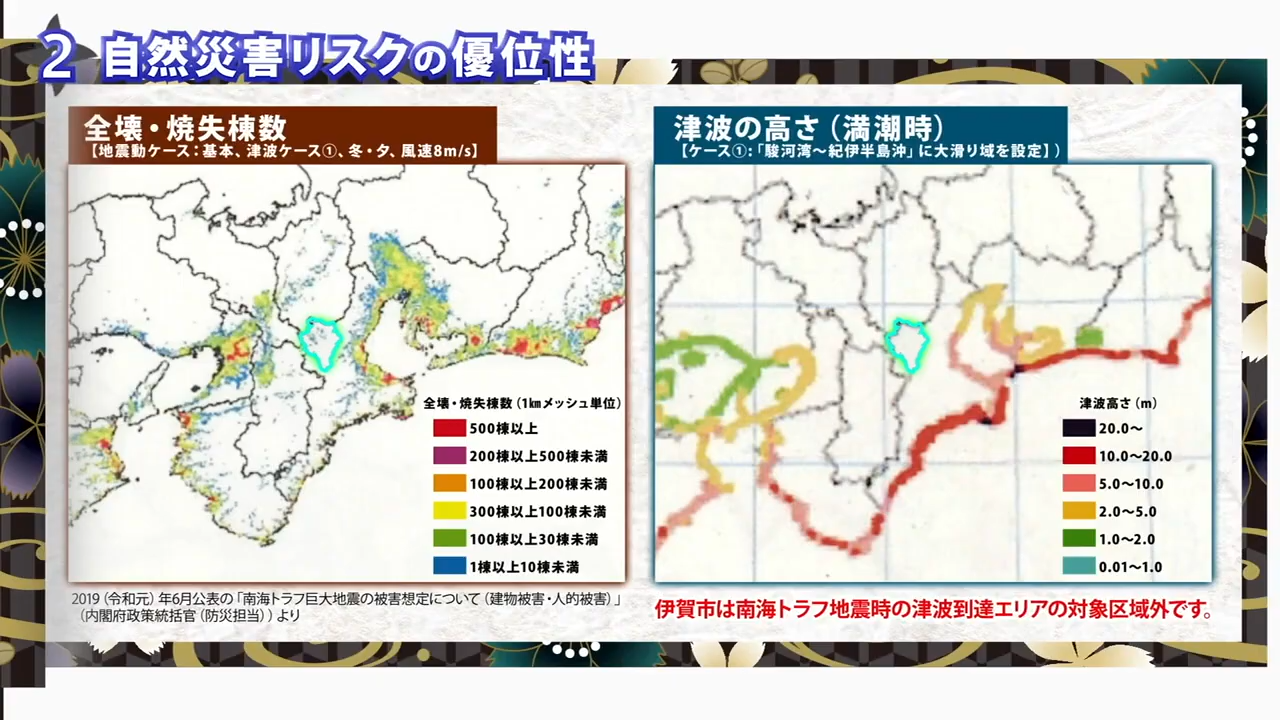 2 自然災害リスクの優位性
全壊・焼失棟数
【地震動ケース：基本、津波ケース①、冬・夕、風速8m/s】
全壊・焼失棟数（1㎞メッシュ単位）
500棟以上
200棟以上500棟未満
100棟以上200棟未満
300棟以上100棟未満
100棟以上30棟未満
1棟以上10棟未満
2019（令和元）年6月公表の「南海トラフ巨大地震の被害想定について（建物被害・人的被害）」
（内閣府政策統括官（防災担当））より
津波の高さ（満潮時）
【ケース①：「駿河湾～紀伊半島沖」に大滑り域を設定】）
津波高さ（m）
20.0～
10.0～20.0
5.0～10.0
2.0～5.0
1.0～2.0
0.01～1.0
伊賀市は南海トラフ地震時の津波到達エリアの対象区域外です。